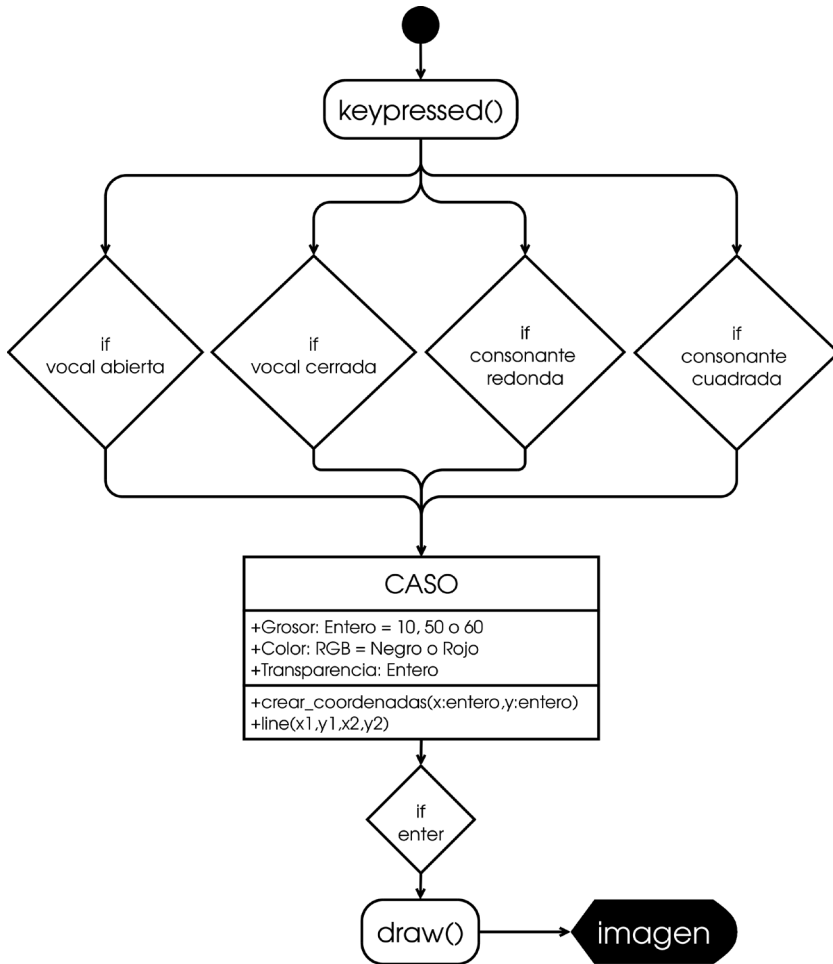 keypressed()
if
vocal abierta
if
vocal cerrada
if
consonante
redonda
if
consonante
cuadrada
CASO
+Grosor: Entero = 10, 50 o 60
+Color: RGB = Negro o Rojo
+Transparencia: Entero
+crear_coordenadas(x:entero,y:entero)
+line(x1,y1,x2,y2)
if
enter
draw()
imagen